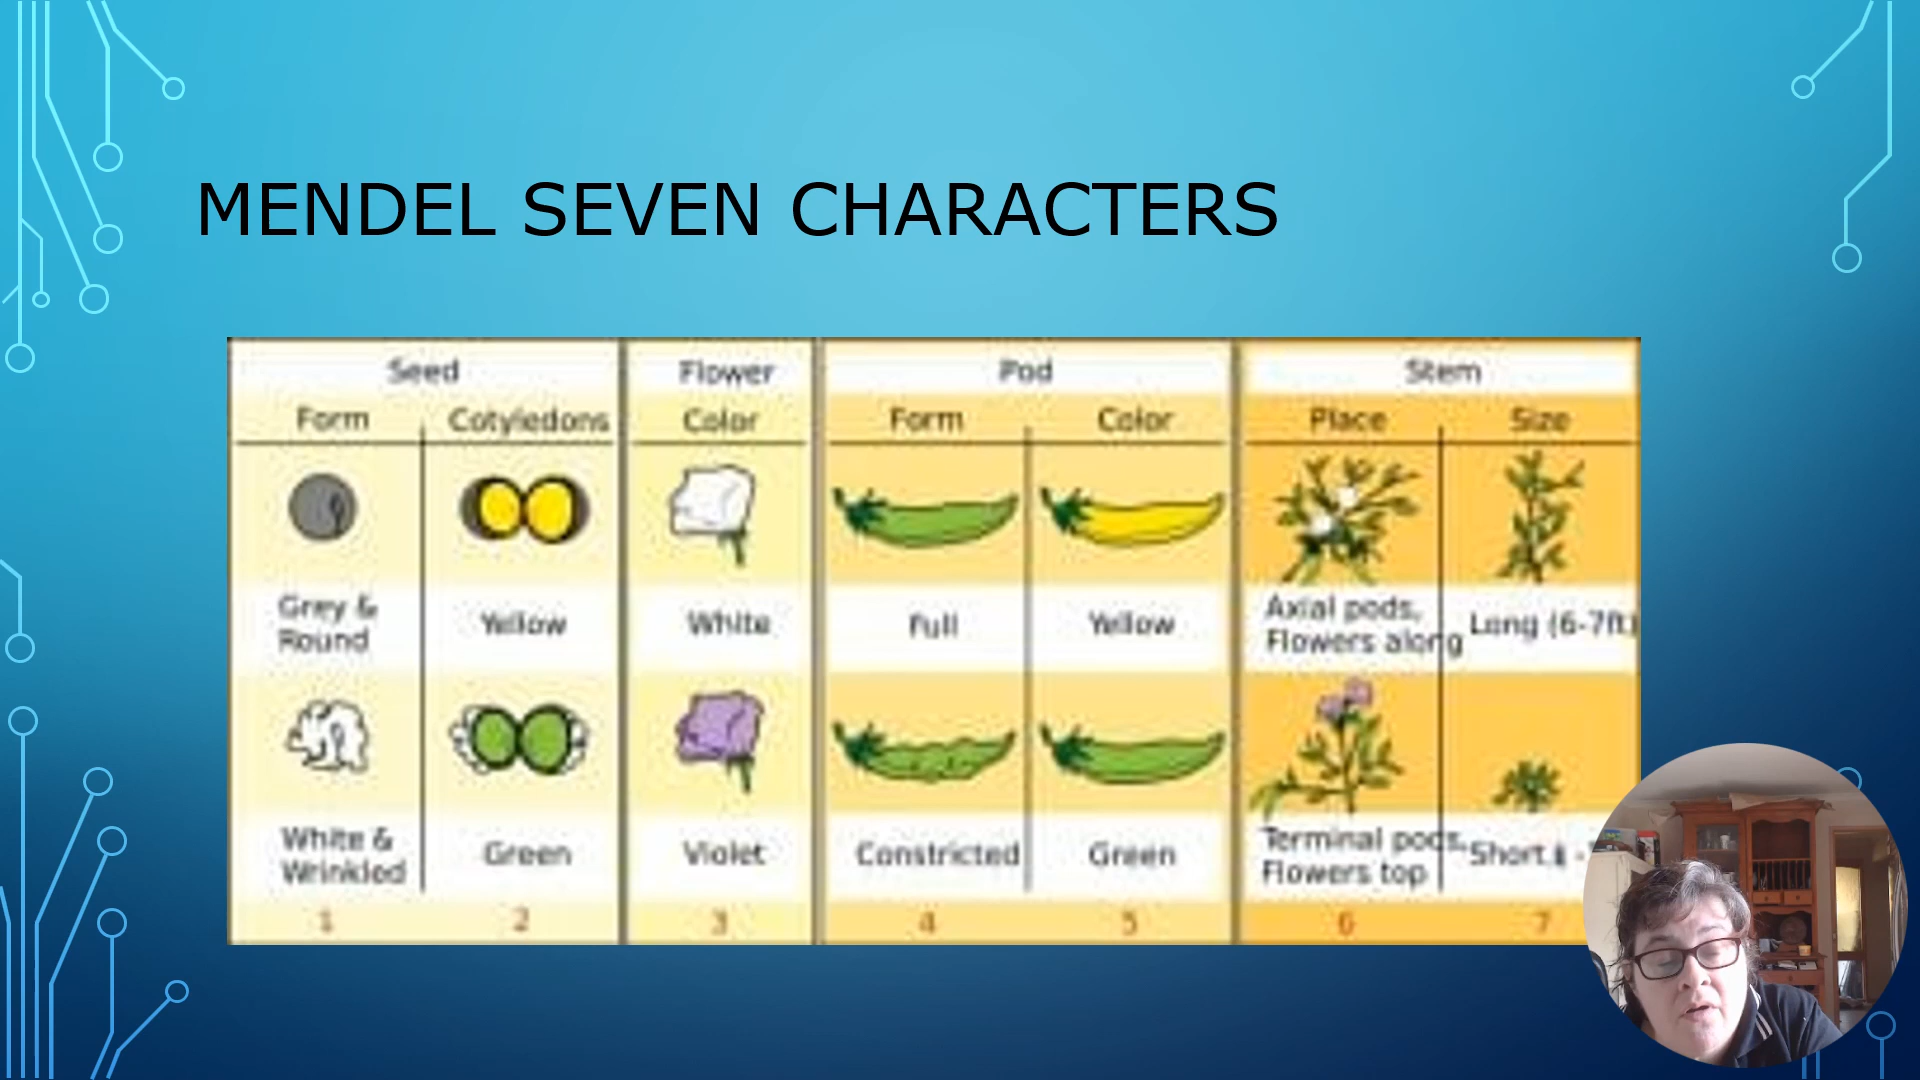 MENDEL SEVEN CHARACTERS
Seed Flower Pod Stem
Form Cotyledons Color Form Color Place Size
Grey & Round Yellow White Full Yellow Axial pods, Flowers along Long (6-7ft)
White & Wrinkled Green Violet Constricted Green Terminal pods, Flowers top Short
1 2 3 4 5 6 7